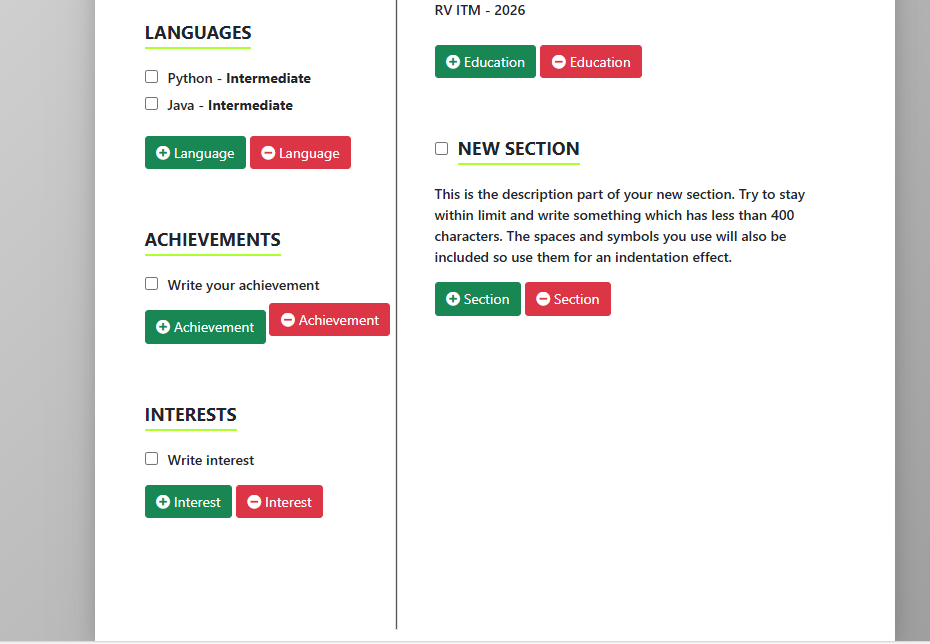 LANGUAGES
Python - Intermediate
Java - Intermediate
Language Language
ACHIEVEMENTS
Write your achievement
Achievement Achievement
INTERESTS
Write interest
Interest Interest
RV ITM - 2026
Education Education
NEW SECTION
This is the description part of your new section. Try to stay
within limit and write something which has less than 400
characters. The spaces and symbols you use will also be
included so use them for an indentation effect.
Section Section